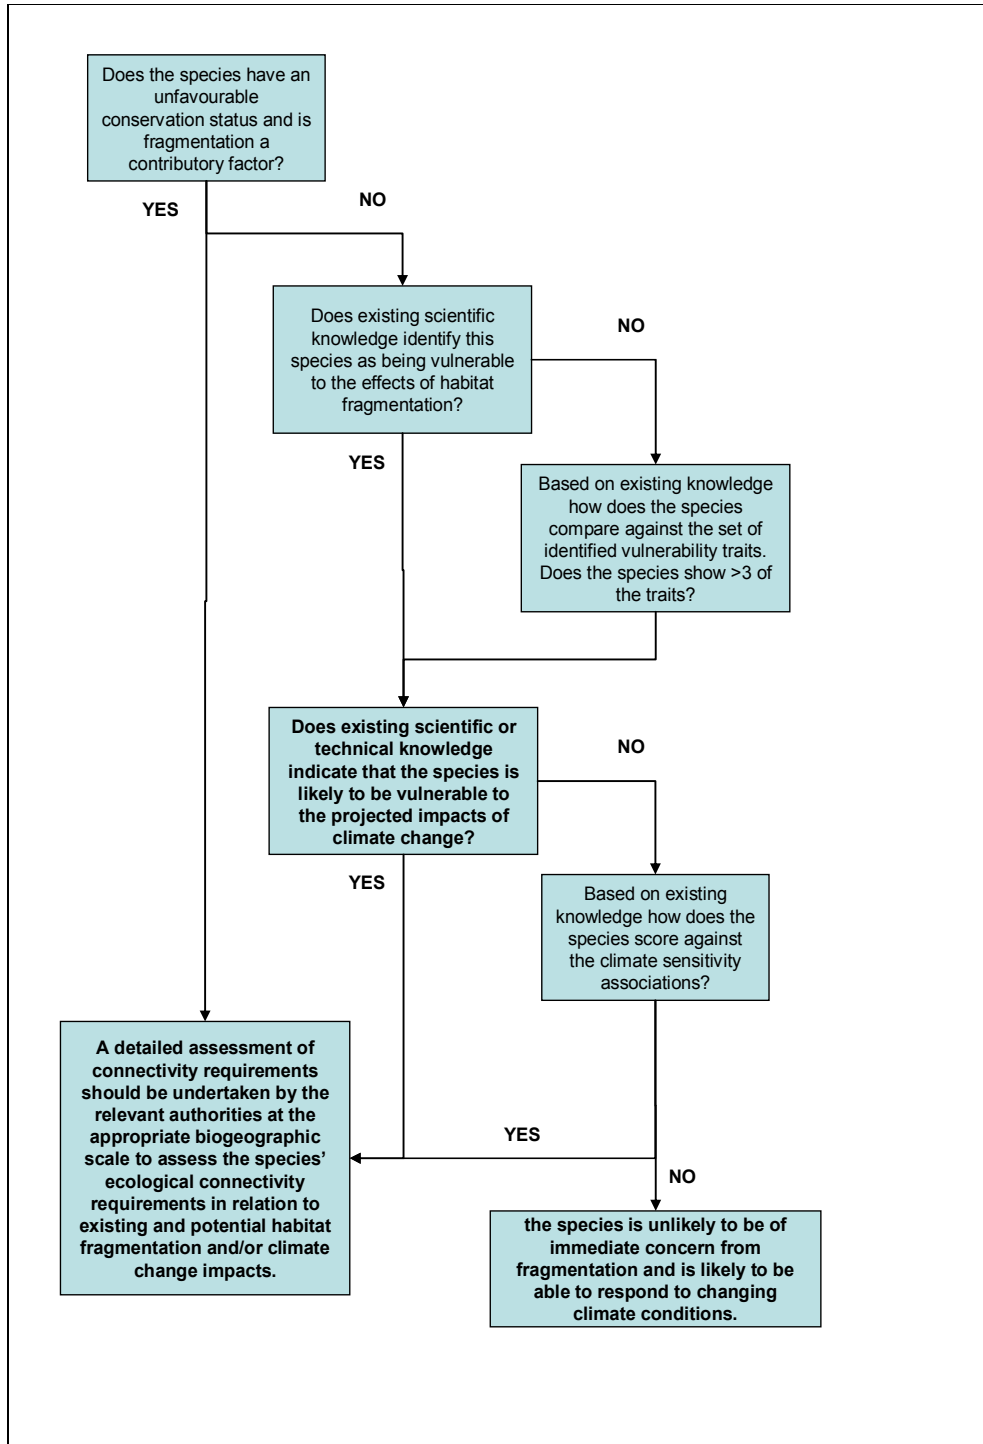 Does the species have an
unfavourable
conservation status and is
fragmentation a
contributory factor?
YES
NO
Does existing scientific
knowledge identify this
species as being vulnerable
to the effects of habitat
fragmentation?
NO
YES
Based on existing knowledge
how does the species
compare against the set of
identified vulnerability traits.
Does the species show >3 of
the traits?
Does existing scientific or
technical knowledge
indicate that the species is
likely to be vulnerable to
the projected impacts of
climate change?
NO
YES
Based on existing
knowledge how does the
species score against
the climate sensitivity
associations?
A detailed assessment of
connectivity requirements
should be undertaken by the
relevant authorities at the
appropriate biogeographic
scale to assess the species’
ecological connectivity
requirements in relation to
existing and potential habitat
fragmentation and/or climate
change impacts.
YES
NO
the species is unlikely to be of
immediate concern from
fragmentation and is likely to be
able to respond to changing
climate conditions.